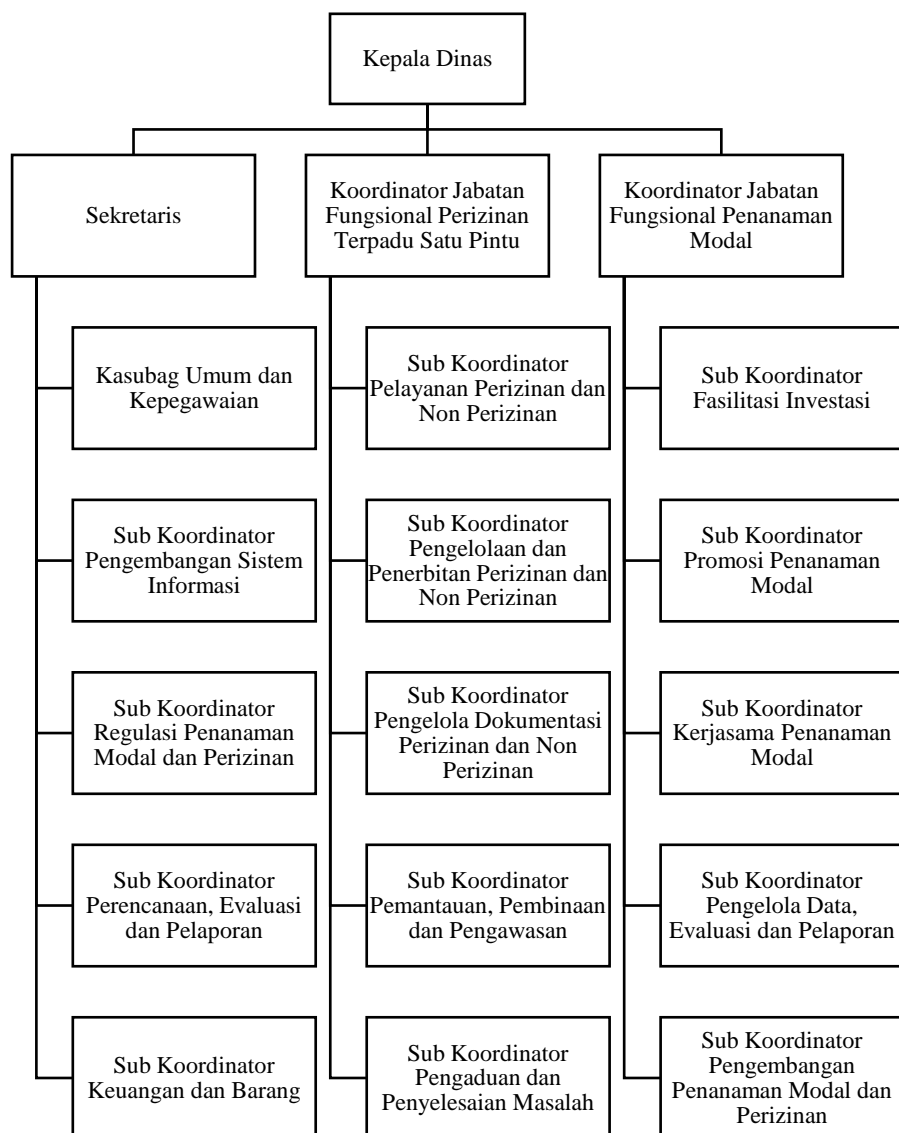 Kepala Dinas
Sekretaris
Koordinator Jabatan
Fungsional Perizinan
Terpadu Satu Pintu
Koordinator Jabatan
Fungsional Penanaman
Modal
Kasubag Umum dan
Kepegawaian
Sub Koordinator
Pengembangan Sistem
Informasi
Sub Koordinator
Regulasi Penanaman
Modal dan Perizinan
Sub Koordinator
Perencanaan, Evaluasi
dan Pelaporan
Sub Koordinator
Keuangan dan Barang
Sub Koordinator
Pelayanan Perizinan dan
Non Perizinan
Sub Koordinator
Pengelolaan dan
Penerbitan Perizinan dan
Non Perizinan
Sub Koordinator
Pengelola Dokumentasi
Perizinan dan Non
Perizinan
Sub Koordinator
Pemantauan, Pembinaan
dan Pengawasan
Sub Koordinator
Pengaduan dan
Penyelesaian Masalah
Sub Koordinator
Fasilitasi Investasi
Sub Koordinator
Promosi Penanaman
Modal
Sub Koordinator
Kerjasama Penanaman
Modal
Sub Koordinator
Pengelola Data,
Evaluasi dan Pelaporan
Sub Koordinator
Pengembangan
Penanaman Modal dan
Perizinan